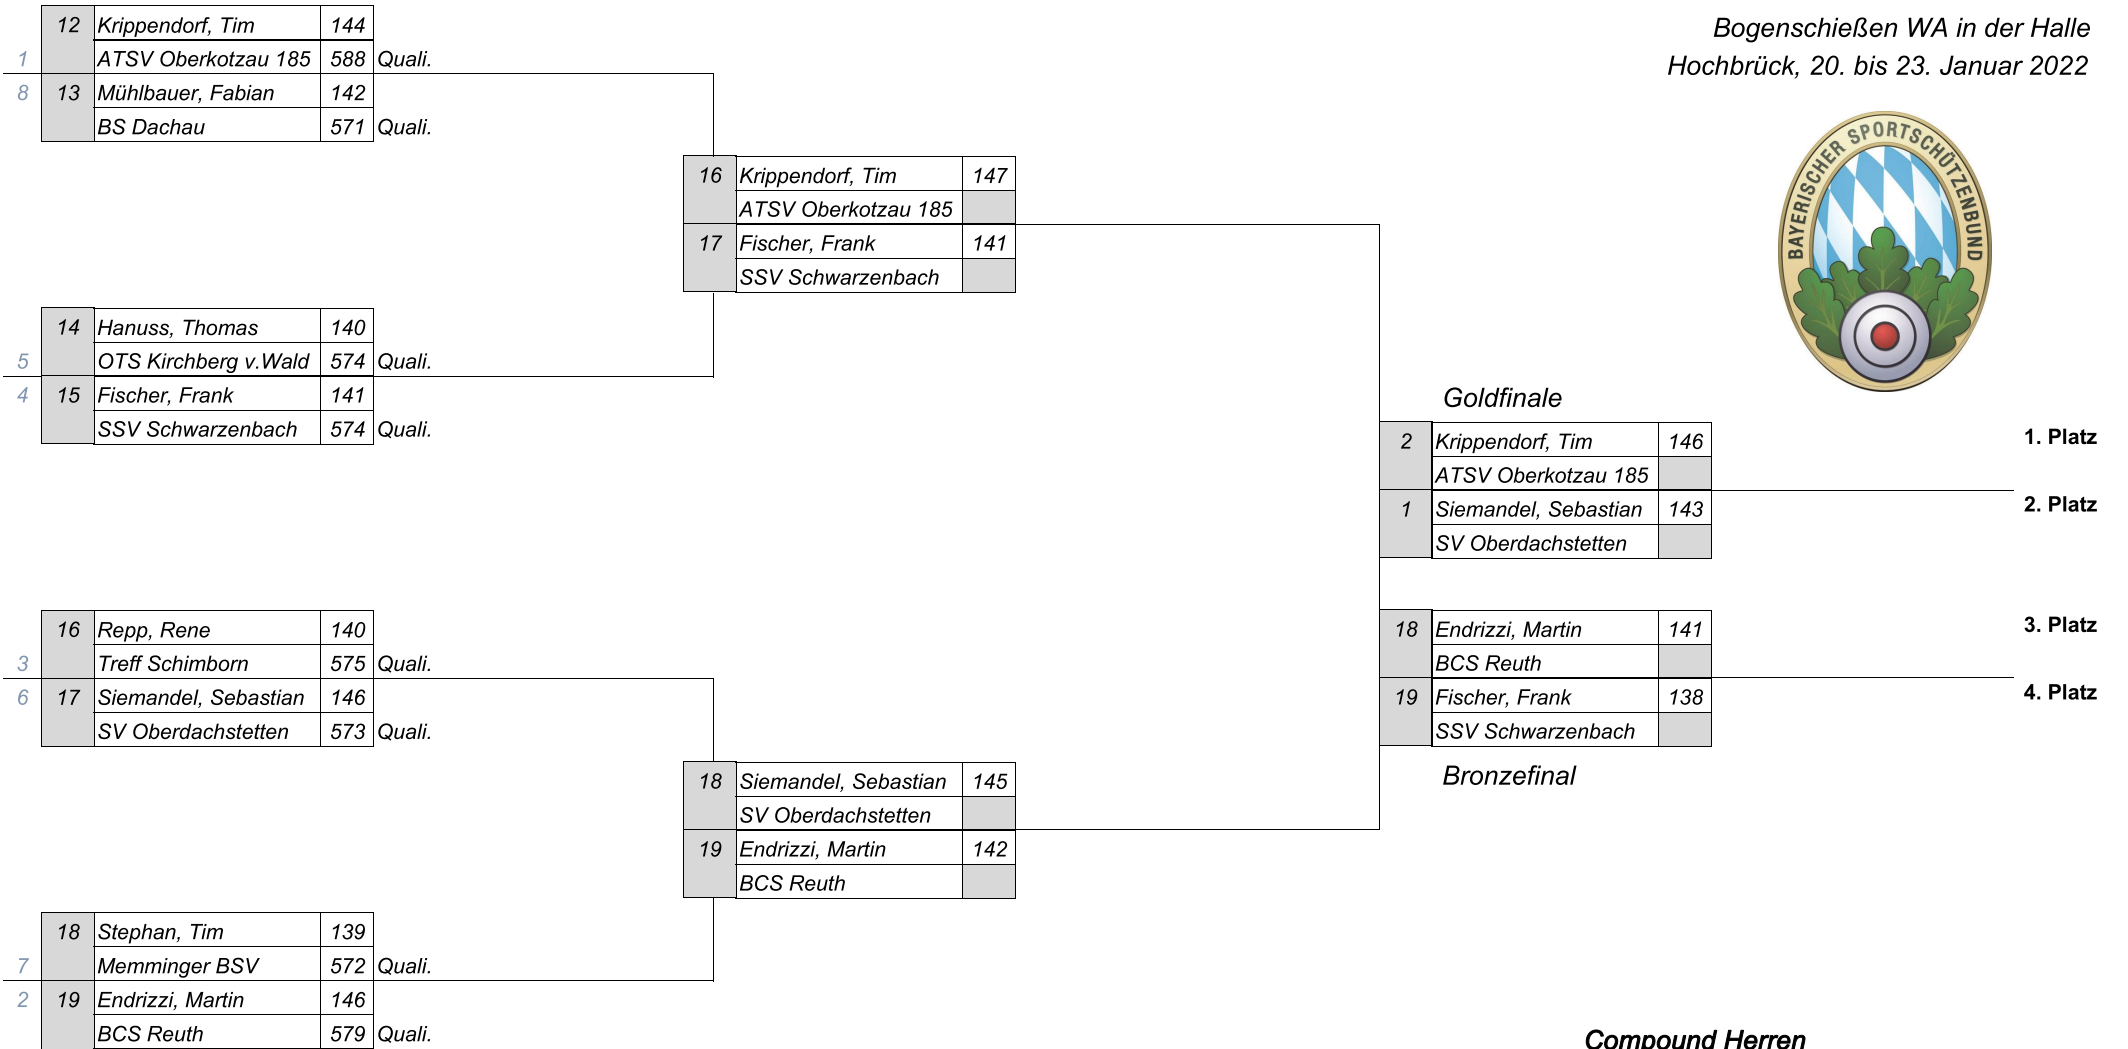 Bogenschießen WA in der Halle
Hochbrück, 20. bis 23. Januar 2022
BAYERISCHER SPORTSCHÜTZENBUND
12 Krippendorf, Tim 144
1 ATSV Oberkotzau 185 588 Quali.
8 13 Mühlbauer, Fabian 142
BS Dachau 571 Quali.
14 Hanuss, Thomas 140
5 OTS Kirchberg v.Wald 574 Quali.
4 15 Fischer, Frank 141
SSV Schwarzenbach 574 Quali.
16 Repp, Rene 140
3 Treff Schimborn 575 Quali.
6 17 Siemandel, Sebastian 146
SV Oberdachstetten 573 Quali.
18 Stephan, Tim 139
7 Memminger BSV 572 Quali.
2 19 Endrizzi, Martin 146
BCS Reuth 579 Quali.
16 Krippendorf, Tim 147
ATSV Oberkotzau 185
17 Fischer, Frank 141
SSV Schwarzenbach
18 Siemandel, Sebastian 145
SV Oberdachstetten
19 Endrizzi, Martin 142
BCS Reuth
Goldfinale
2 Krippendorf, Tim 146 1. Platz
ATSV Oberkotzau 185
1 Siemandel, Sebastian 143 2. Platz
SV Oberdachstetten
18 Endrizzi, Martin 141 3. Platz
BCS Reuth
19 Fischer, Frank 138 4. Platz
SSV Schwarzenbach
Bronzefinal
Compound Herren